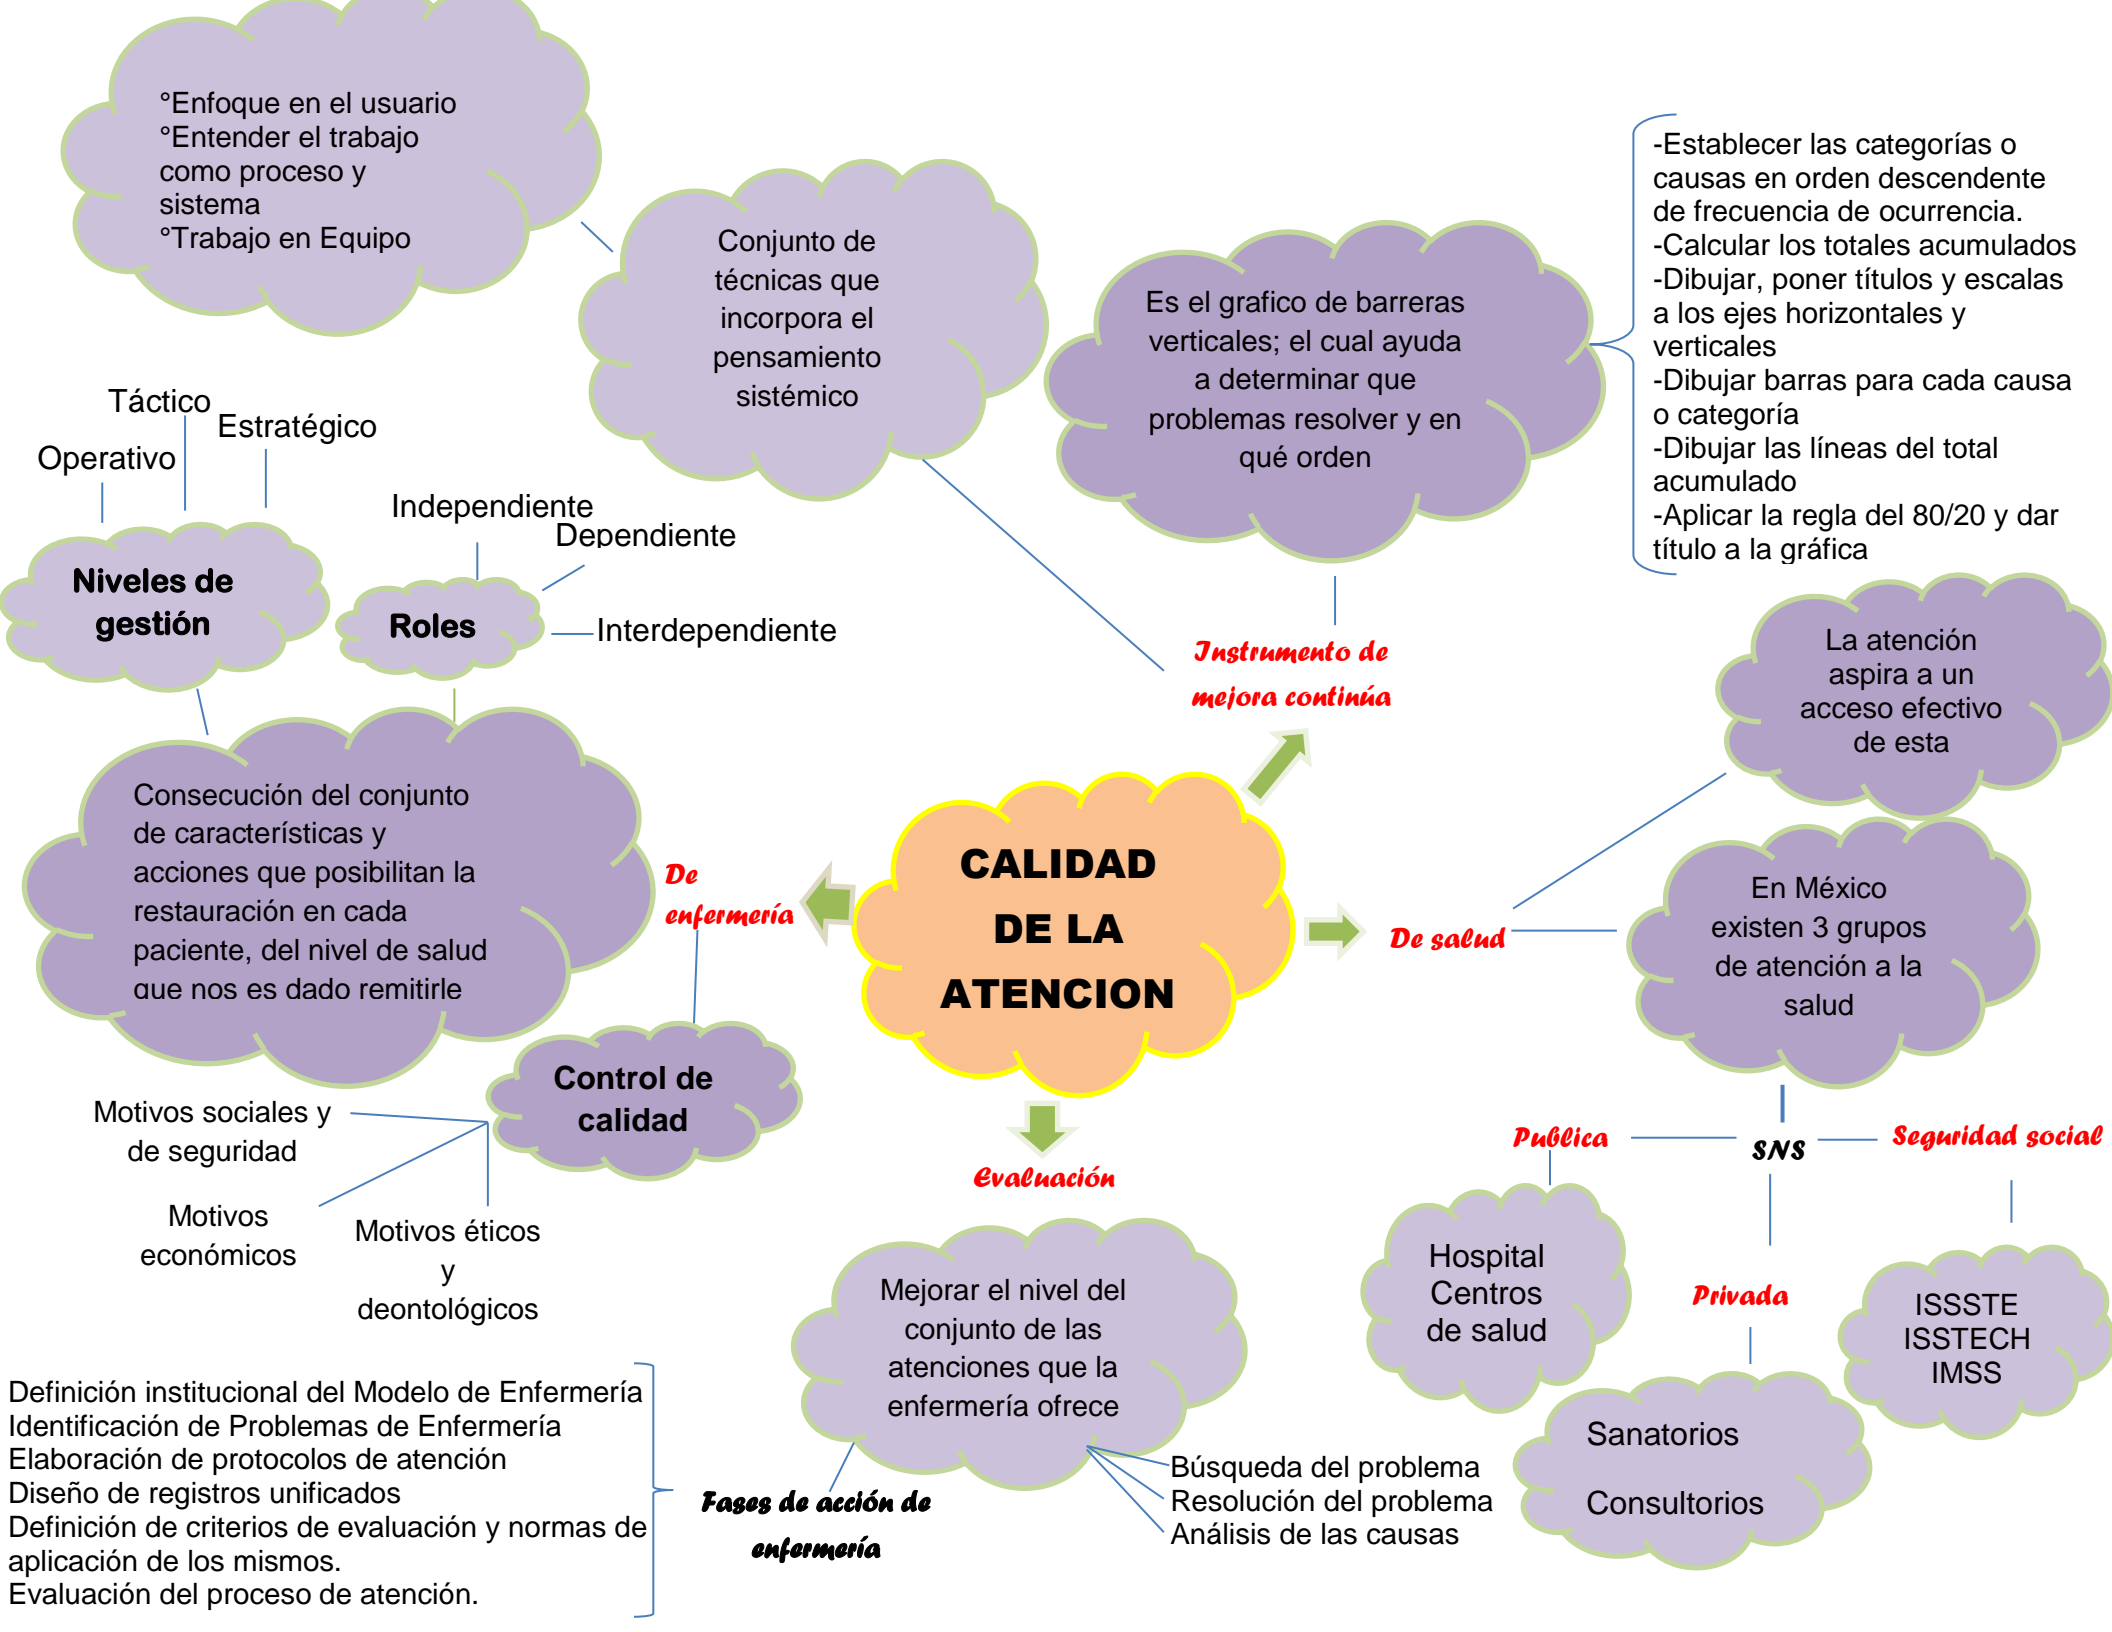 °Enfoque en el usuario
°Entender el trabajo
como proceso y
sistema
°Trabajo en Equipo
Conjunto de
técnicas que
incorpora el
pensamiento
sistémico
Es el grafico de barreras
verticales; el cual ayuda
a determinar que
problemas resolver y en
qué orden
-Establecer las categorías o
causas en orden descendente
de frecuencia de ocurrencia.
-Calcular los totales acumulados
-Dibujar, poner títulos y escalas
a los ejes horizontales y
verticales
-Dibujar barras para cada causa
o categoría
-Dibujar las líneas del total
acumulado
-Aplicar la regla del 80/20 y dar
título a la gráfica
Táctico
Estratégico
Operativo
Niveles de
gestión
Independiente
Dependiente
Interdependiente
Roles
Instrumento de
mejora continúa
La atención
aspira a un
acceso efectivo
de esta
Consecución del conjunto
de características y
acciones que posibilitan la
restauración en cada
paciente, del nivel de salud
que nos es dado remitirle
De
enfermería
CALIDAD
DE LA
ATENCION
De salud
En México
existen 3 grupos
de atención a la
salud
Control de
calidad
Motivos sociales y
de seguridad
Motivos
económicos
Motivos éticos
y
deontológicos
Evaluación
Publica
SNS
Seguridad social
Hospital
Centros
de salud
Privada
ISSSTE
ISSTECH
IMSS
Sanatorios
Consultorios
Mejorar el nivel del
conjunto de las
atenciones que la
enfermería ofrece
Búsqueda del problema
Resolución del problema
Análisis de las causas
Fases de acción de
enfermería
Definición institucional del Modelo de Enfermería
Identificación de Problemas de Enfermería
Elaboración de protocolos de atención
Diseño de registros unificados
Definición de criterios de evaluación y normas de
aplicación de los mismos.
Evaluación del proceso de atención.